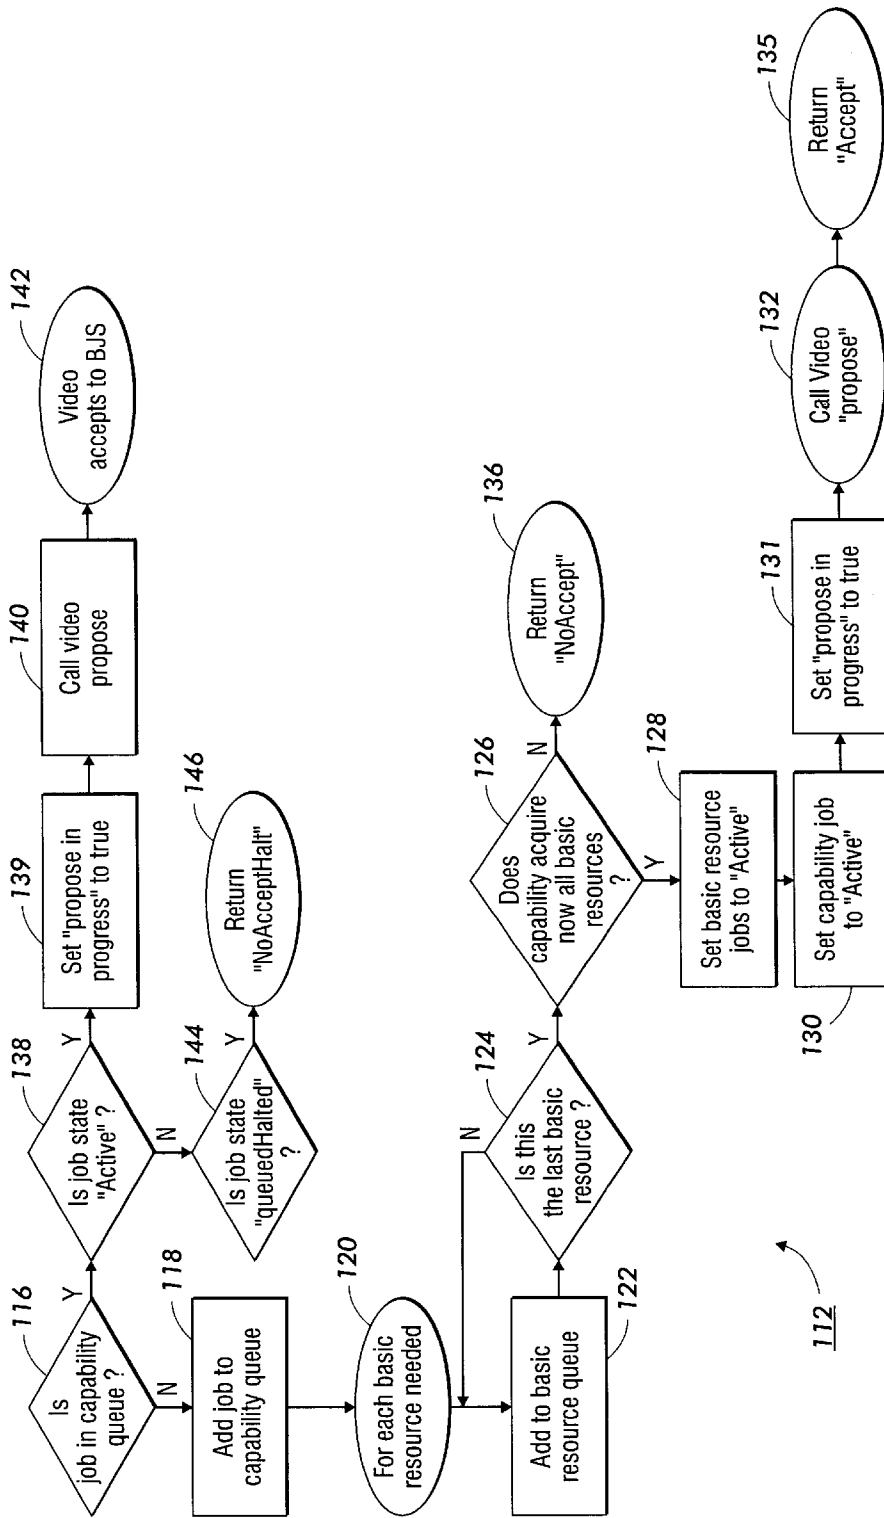 116
Is
job in capability
queue ?
Y
N
138
Is job state
"Active" ?
Y
N
139
Set "propose in
progress" to true
140
Call video
propose
142
Video
accepts to BJS
144
Is job state
"queuedHalted"
?
Y
146
Return
"NoAcceptHalt"
118
Add job to
capability queue
120
For each basic
resource needed
122
Add to basic
resource queue
124
Is this
the last basic
resource ?
N
Y
126
Does
capability acquire
now all basic
resources
?
N
Y
136
Return
"NoAccept"
128
Set basic resource
jobs to "Active"
130
Set capability job
to "Active"
131
Set "propose in
progress" to true
132
Call Video
"propose"
135
Return
"Accept"
112